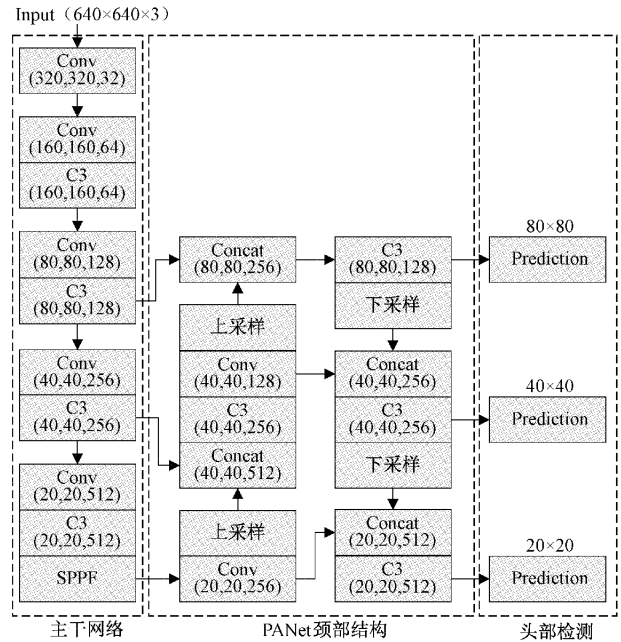 Input（640×640×3）
Conv
(320,320,32)
Conv
(160,160,64)
C3
(160,160,64)
Conv
(80,80,128)
C3
(80,80,128)
Conv
(40,40,256)
C3
(40,40,256)
Conv
(20,20,512)
C3
(20,20,512)
SPPF
主干网络
Concat
(80,80,256)
上采样
Conv
(40,40,128)
C3
(40,40,256)
Concat
(40,40,512)
上采样
Conv
(20,20,256)
C3
(80,80,128)
下采样
Concat
(40,40,256)
C3
(40,40,256)
下采样
Concat
(20,20,512)
C3
(20,20,512)
PANet颈部结构
80×80
Prediction
40×40
Prediction
20×20
Prediction
头部检测